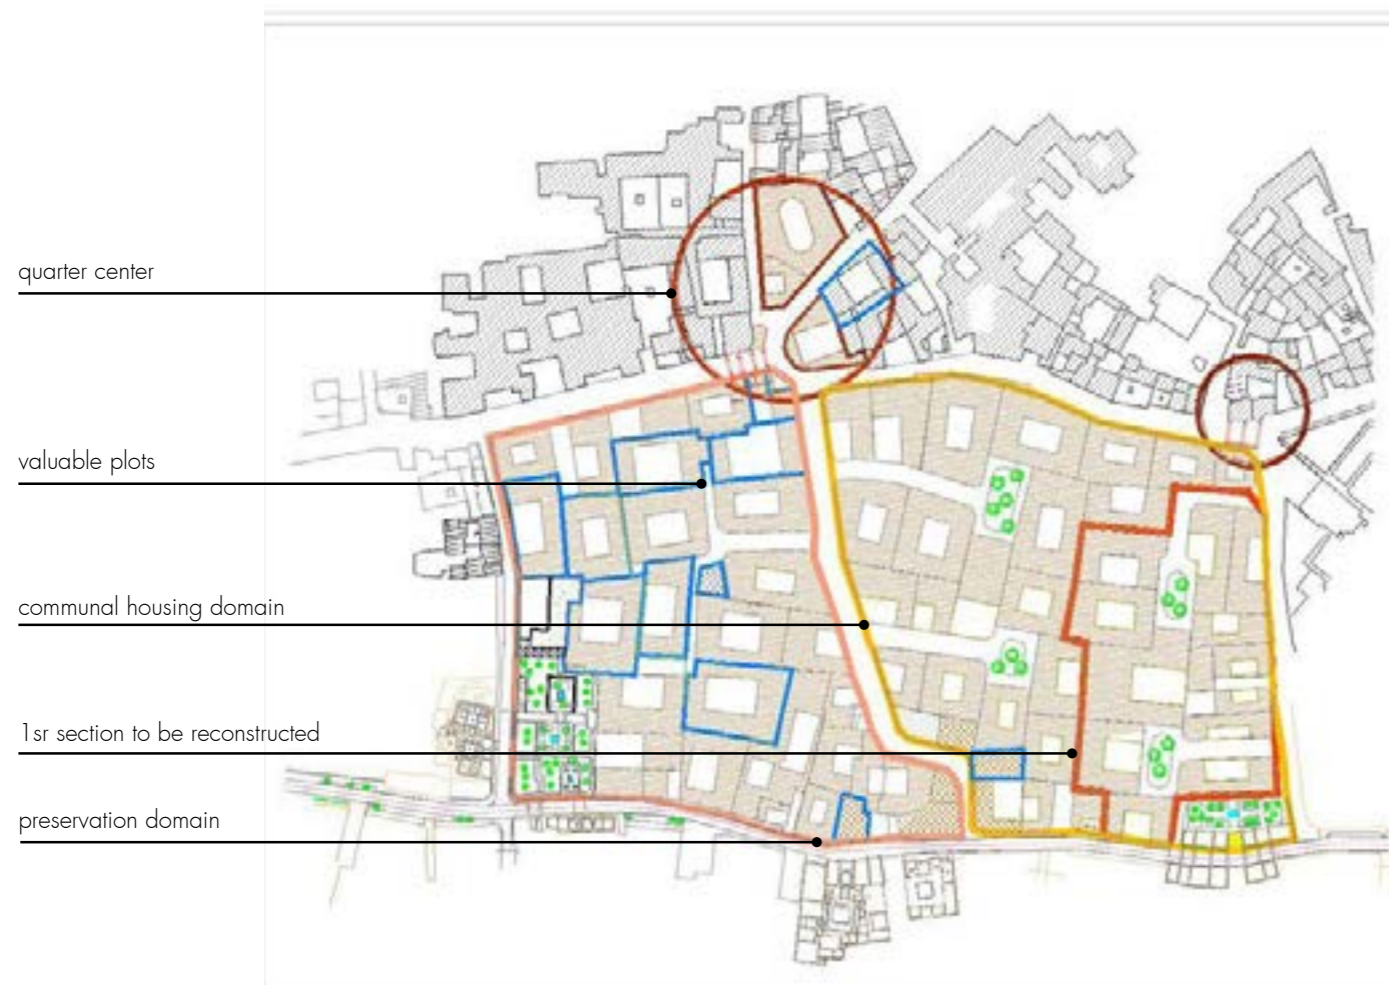 quarter center
valuable plots
communal housing domain
1sr section to be reconstructed
preservation domain